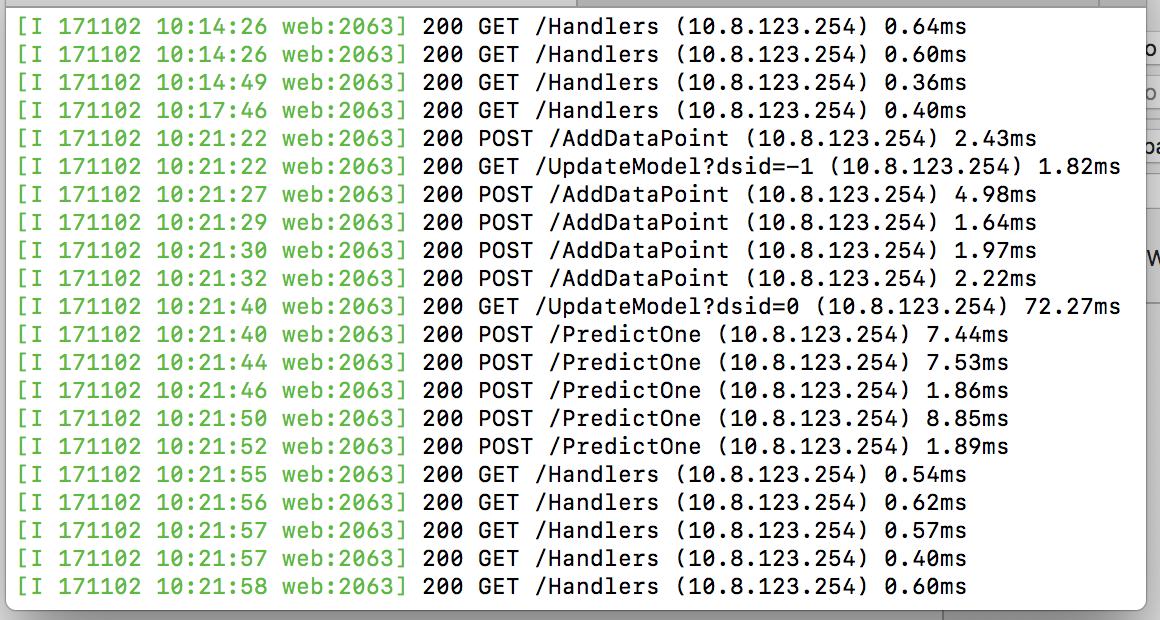 [I 171102 10:14:26 web:2063] 200 GET /Handlers (10.8.123.254) 0.64ms
[I 171102 10:14:26 web:2063] 200 GET /Handlers (10.8.123.254) 0.60ms
[I 171102 10:14:49 web:2063] 200 GET /Handlers (10.8.123.254) 0.36ms
[I 171102 10:17:46 web:2063] 200 GET /Handlers (10.8.123.254) 0.40ms
[I 171102 10:21:22 web:2063] 200 POST /AddDataPoint (10.8.123.254) 2.43ms
[I 171102 10:21:22 web:2063] 200 GET /UpdateModel?dsid=-1 (10.8.123.254) 1.82ms
[I 171102 10:21:27 web:2063] 200 POST /AddDataPoint (10.8.123.254) 4.98ms
[I 171102 10:21:29 web:2063] 200 POST /AddDataPoint (10.8.123.254) 1.64ms
[I 171102 10:21:30 web:2063] 200 POST /AddDataPoint (10.8.123.254) 1.97ms
[I 171102 10:21:32 web:2063] 200 POST /AddDataPoint (10.8.123.254) 2.22ms
[I 171102 10:21:40 web:2063] 200 GET /UpdateModel?dsid=0 (10.8.123.254) 72.27ms
[I 171102 10:21:40 web:2063] 200 POST /PredictOne (10.8.123.254) 7.44ms
[I 171102 10:21:44 web:2063] 200 POST /PredictOne (10.8.123.254) 7.53ms
[I 171102 10:21:46 web:2063] 200 POST /PredictOne (10.8.123.254) 1.86ms
[I 171102 10:21:50 web:2063] 200 POST /PredictOne (10.8.123.254) 8.85ms
[I 171102 10:21:52 web:2063] 200 POST /PredictOne (10.8.123.254) 1.89ms
[I 171102 10:21:55 web:2063] 200 GET /Handlers (10.8.123.254) 0.54ms
[I 171102 10:21:56 web:2063] 200 GET /Handlers (10.8.123.254) 0.62ms
[I 171102 10:21:57 web:2063] 200 GET /Handlers (10.8.123.254) 0.57ms
[I 171102 10:21:57 web:2063] 200 GET /Handlers (10.8.123.254) 0.40ms
[I 171102 10:21:58 web:2063] 200 GET /Handlers (10.8.123.254) 0.60ms